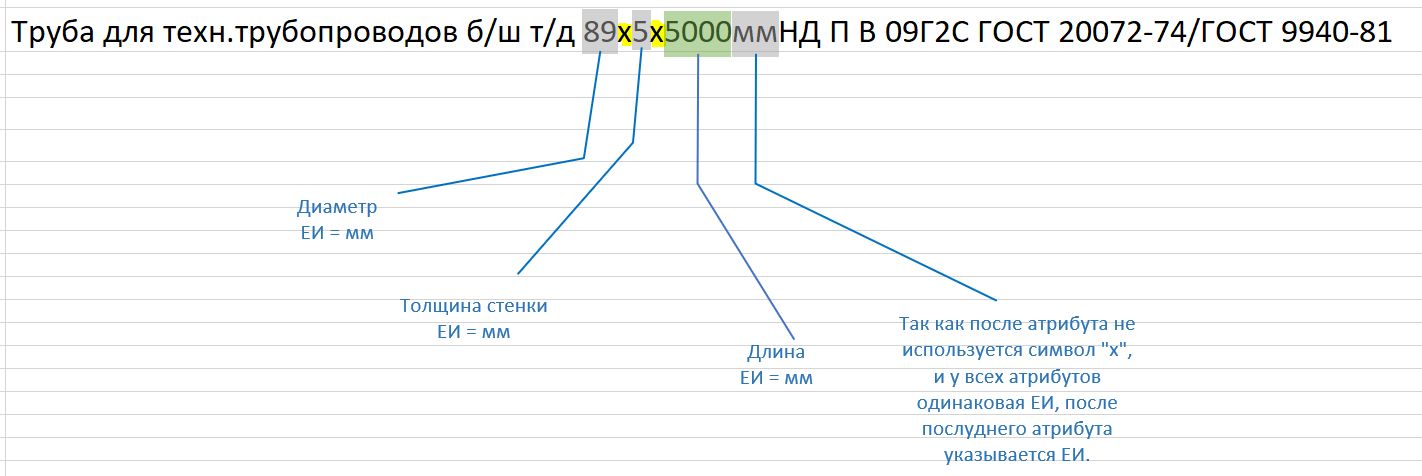 Труба для техн.трубопроводов б/ш т/д 89х5х5000ммНД П В 09Г2С ГОСТ 20072-74/ГОСТ 9940-81
Диаметр
ЕИ = мм
Толщина стенки
ЕИ = мм
Длина
ЕИ = мм
Так как после атрибута не
используется символ "х",
и у всех атрибутов
одинаковая ЕИ, после
послуднего атрибута
указывается ЕИ.